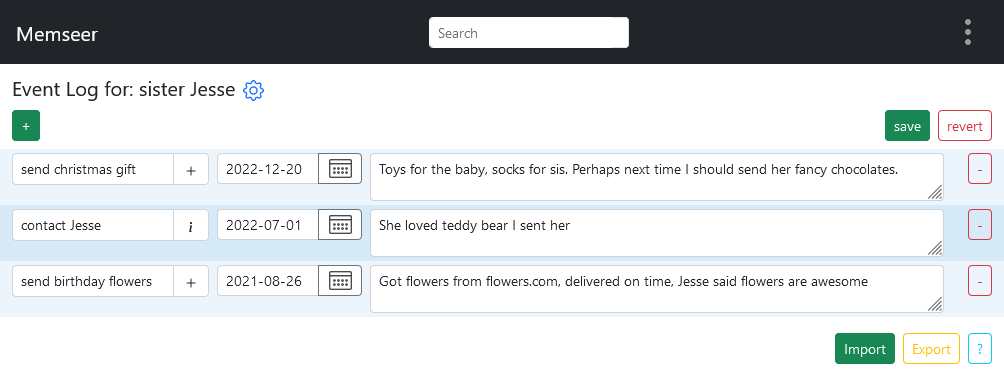 Memseer
Search
Event Log for: sister Jesse
+
save
revert
send christmas gift + 2022-12-20 Toys for the baby, socks for sis. Perhaps next time I should send her fancy chocolates. -
contact Jesse i 2022-07-01 She loved teddy bear I sent her -
send birthday flowers + 2021-08-26 Got flowers from flowers.com, delivered on time, Jesse said flowers are awesome -
Import
Export
?